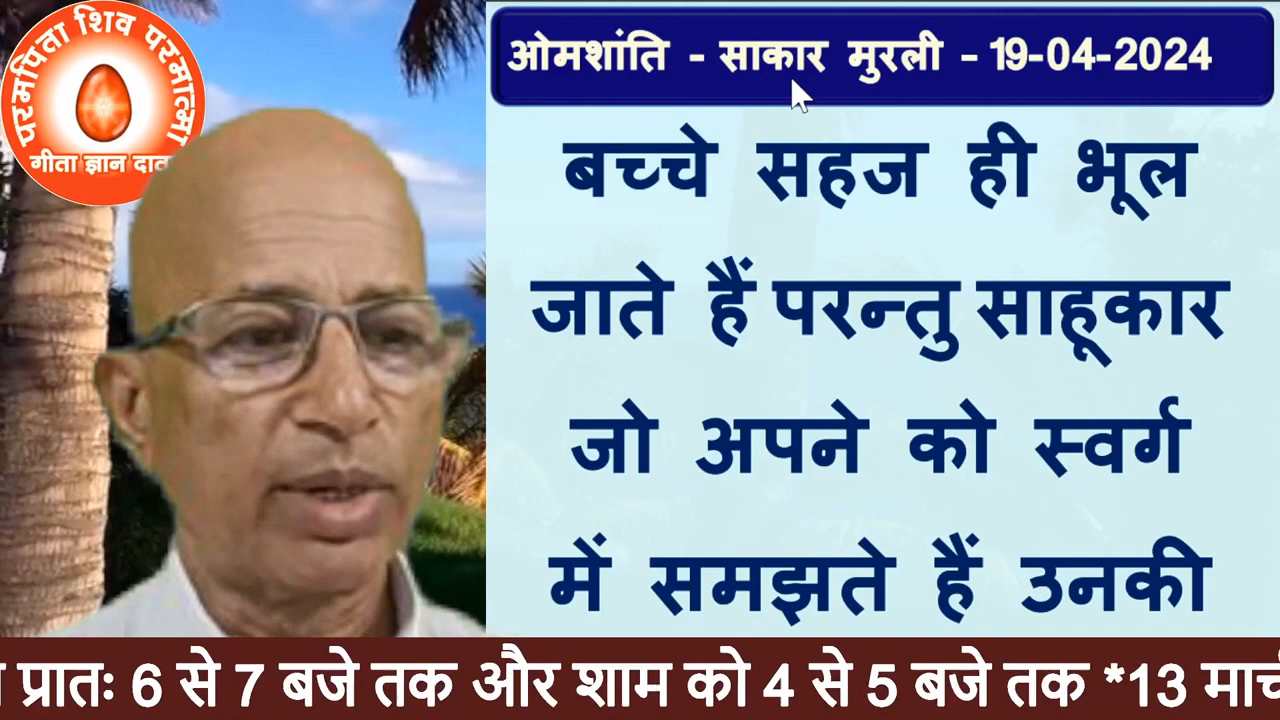 परमपिता शिव परमात्मा
गीता ज्ञान
ओमशांति - साकार मुरली - 19-04-2024
बच्चे सहज ही भूल
जाते हैं परन्तु साहूकार
जो अपने को स्वर्ग
में समझते हैं उनकी
प्रातः 6 से 7 बजे तक और शाम को 4 से 5 बजे तक *13 मार्च